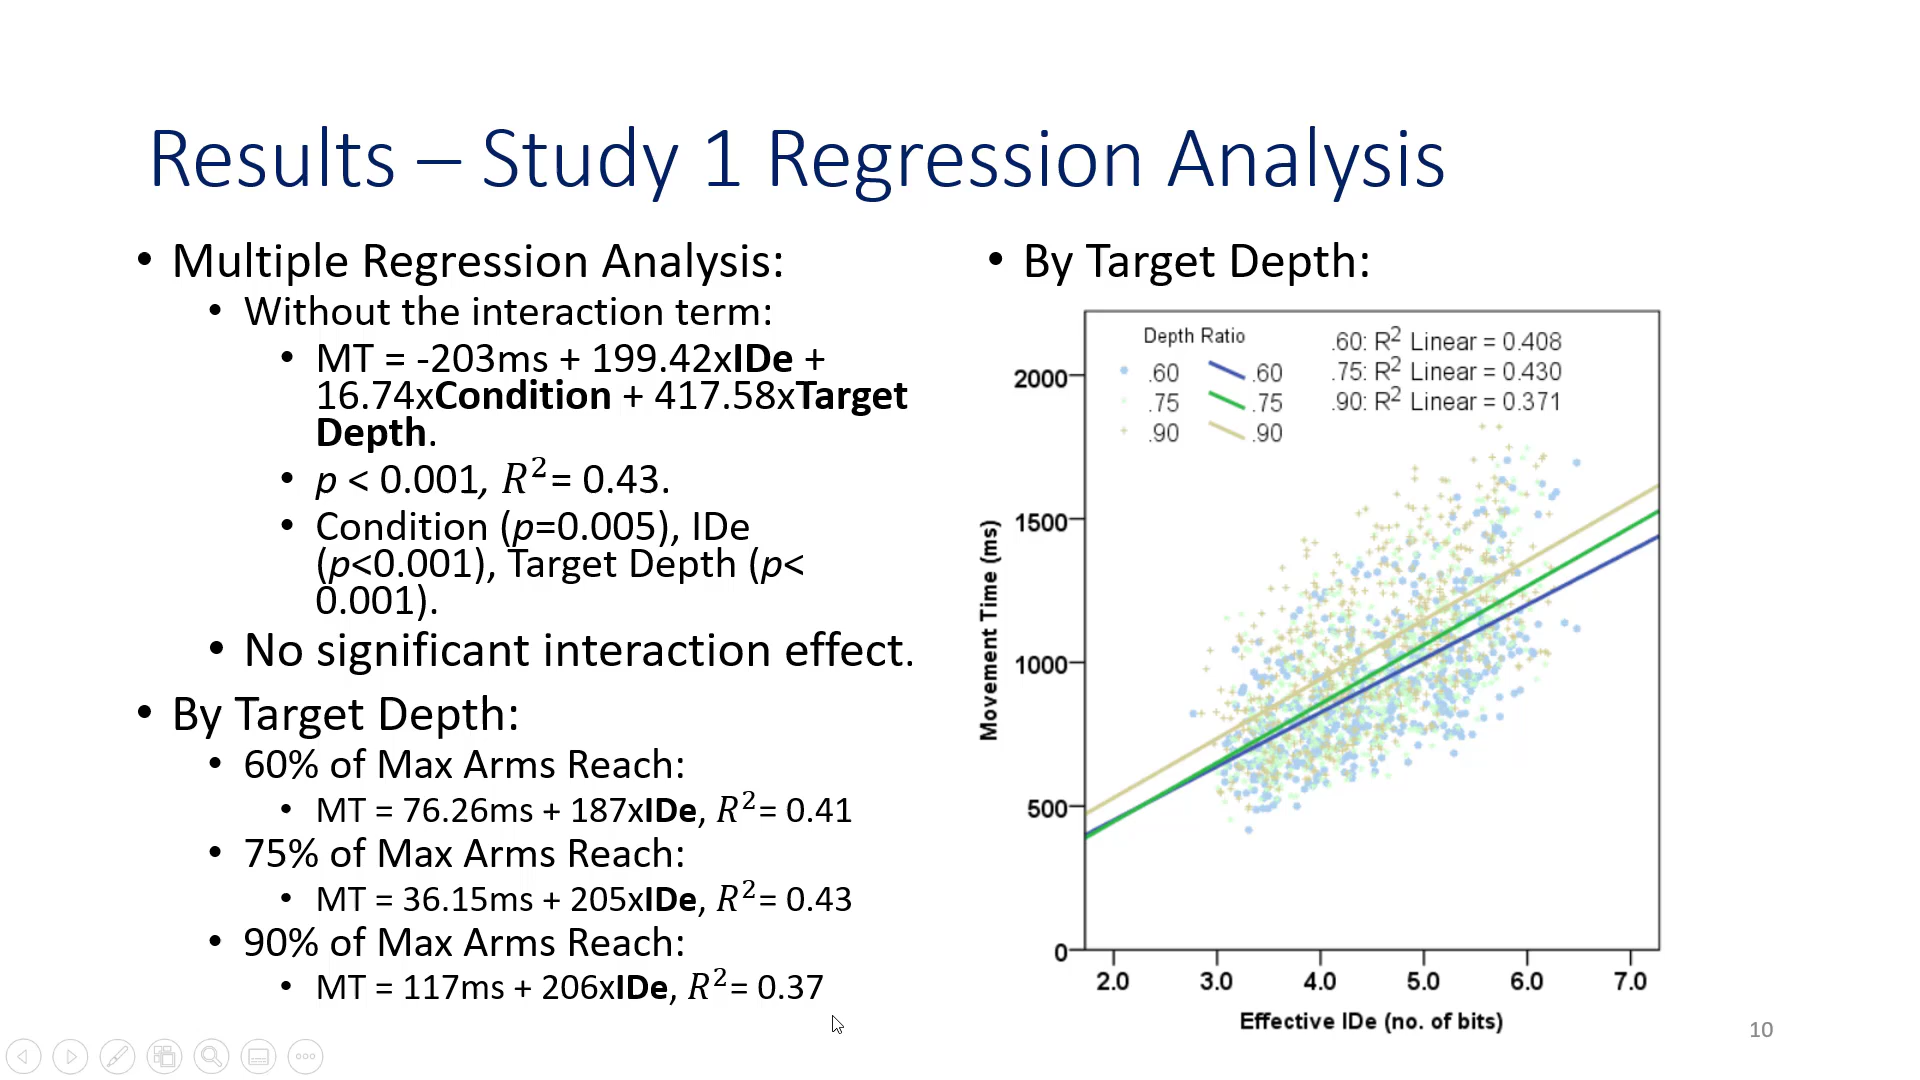 Results – Study 1 Regression Analysis
• Multiple Regression Analysis:
• Without the interaction term:
• MT = -203ms + 199.42xIDe +
16.74xCondition + 417.58xTarget
Depth.
• p < 0.001, R²= 0.43.
• Condition (p=0.005), IDe
(p<0.001), Target Depth (p<
0.001).
• No significant interaction effect.
• By Target Depth:
• 60% of Max Arms Reach:
• MT = 76.26ms + 187xIDe, R²= 0.41
• 75% of Max Arms Reach:
• MT = 36.15ms + 205xIDe, R²= 0.43
• 90% of Max Arms Reach:
• MT = 117ms + 206xIDe, R²= 0.37
• By Target Depth:
Depth Ratio
.60 .60
.75 .75
.90 .90
.60: R² Linear = 0.408
.75: R² Linear = 0.430
.90: R² Linear = 0.371
Movement Time (ms)
2000
1500
1000
500
0
2.0 3.0 4.0 5.0 6.0 7.0
Effective IDe (no. of bits)
10